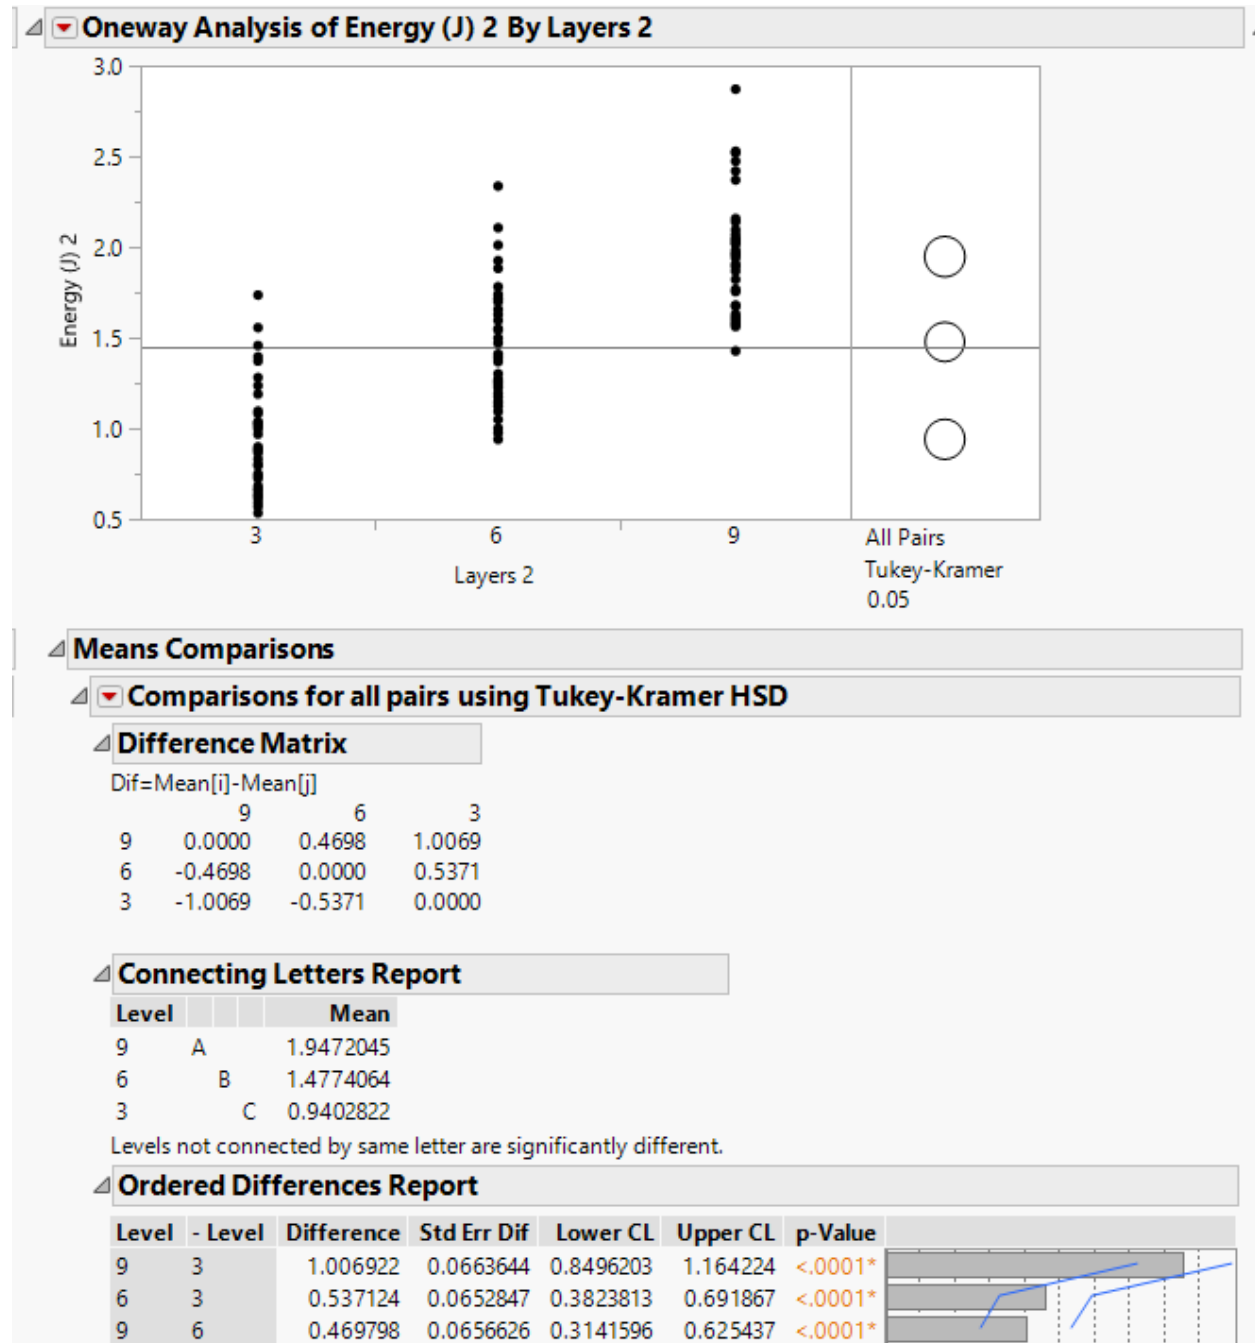 Oneway Analysis of Energy (J) 2 By Layers 2
3.0
2.5
2.0
1.5
1.0
0.5
Energy (J) 2
3 6 9 All Pairs
Tukey-Kramer
0.05
Layers 2
Means Comparisons
Comparisons for all pairs using Tukey-Kramer HSD
Difference Matrix
Dif=Mean[i]-Mean[j]
9 6 3
9 0.0000 0.4698 1.0069
6 -0.4698 0.0000 0.5371
3 -1.0069 -0.5371 0.0000
Connecting Letters Report
Level Mean
9 A 1.9472045
6 B 1.4774064
3 C 0.9402822
Levels not connected by same letter are significantly different.
Ordered Differences Report
Level - Level Difference Std Err Dif Lower CL Upper CL p-Value
9 3 1.006922 0.0663644 0.8496203 1.164224 <.0001*
6 3 0.537124 0.0652847 0.3823813 0.691867 <.0001*
9 6 0.469798 0.0656626 0.3141596 0.625437 <.0001*